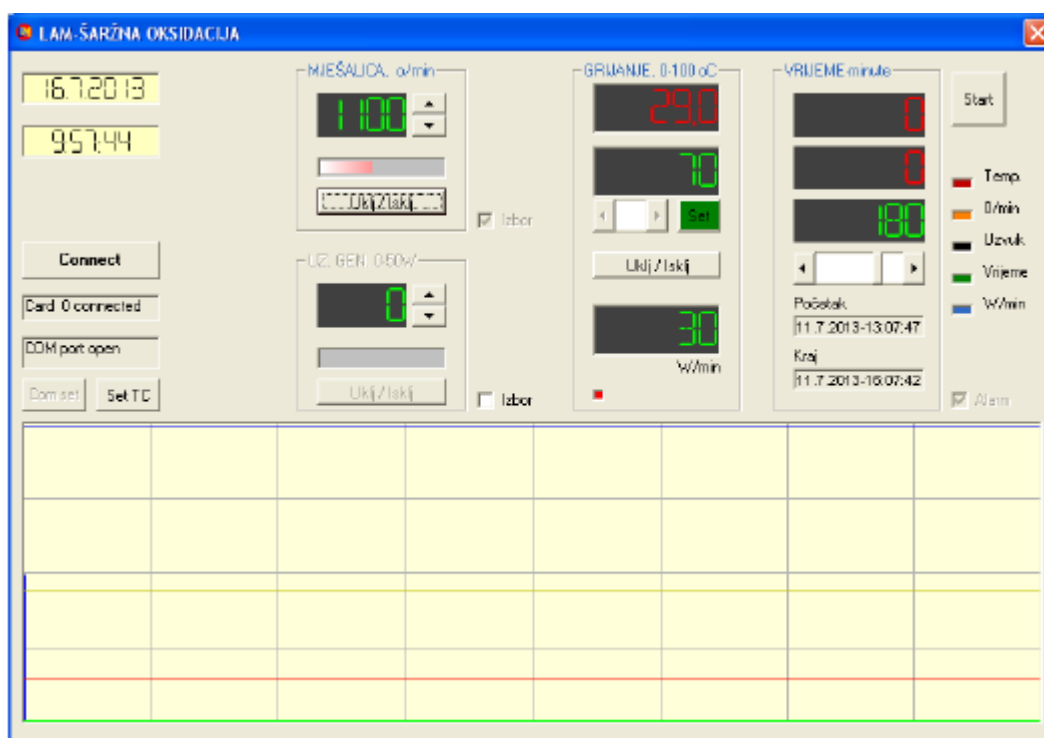 LAM-ŠARŽNA OKSIDACIJA
16.7.2013
9:57:44
Connect
Card 0 connected
COM port open
Com set
Set TC
MJEŠALICA, o/min
1100
Uklj / Isklj
Izbor
UZ. GEN. 0-50W
0
Uklj / Isklj
Izbor
GRIJANJE, 0-100 oC
29.0
70
Set
Uklj / Isklj
30
W/min
VRIJEME-minute
0
0
180
Početak
11.7.2013-13:07:47
Kraj
11.7.2013-16:07:42
Start
Temp.
O/min
Uzvuk
Vrijeme
W/min
Alarm